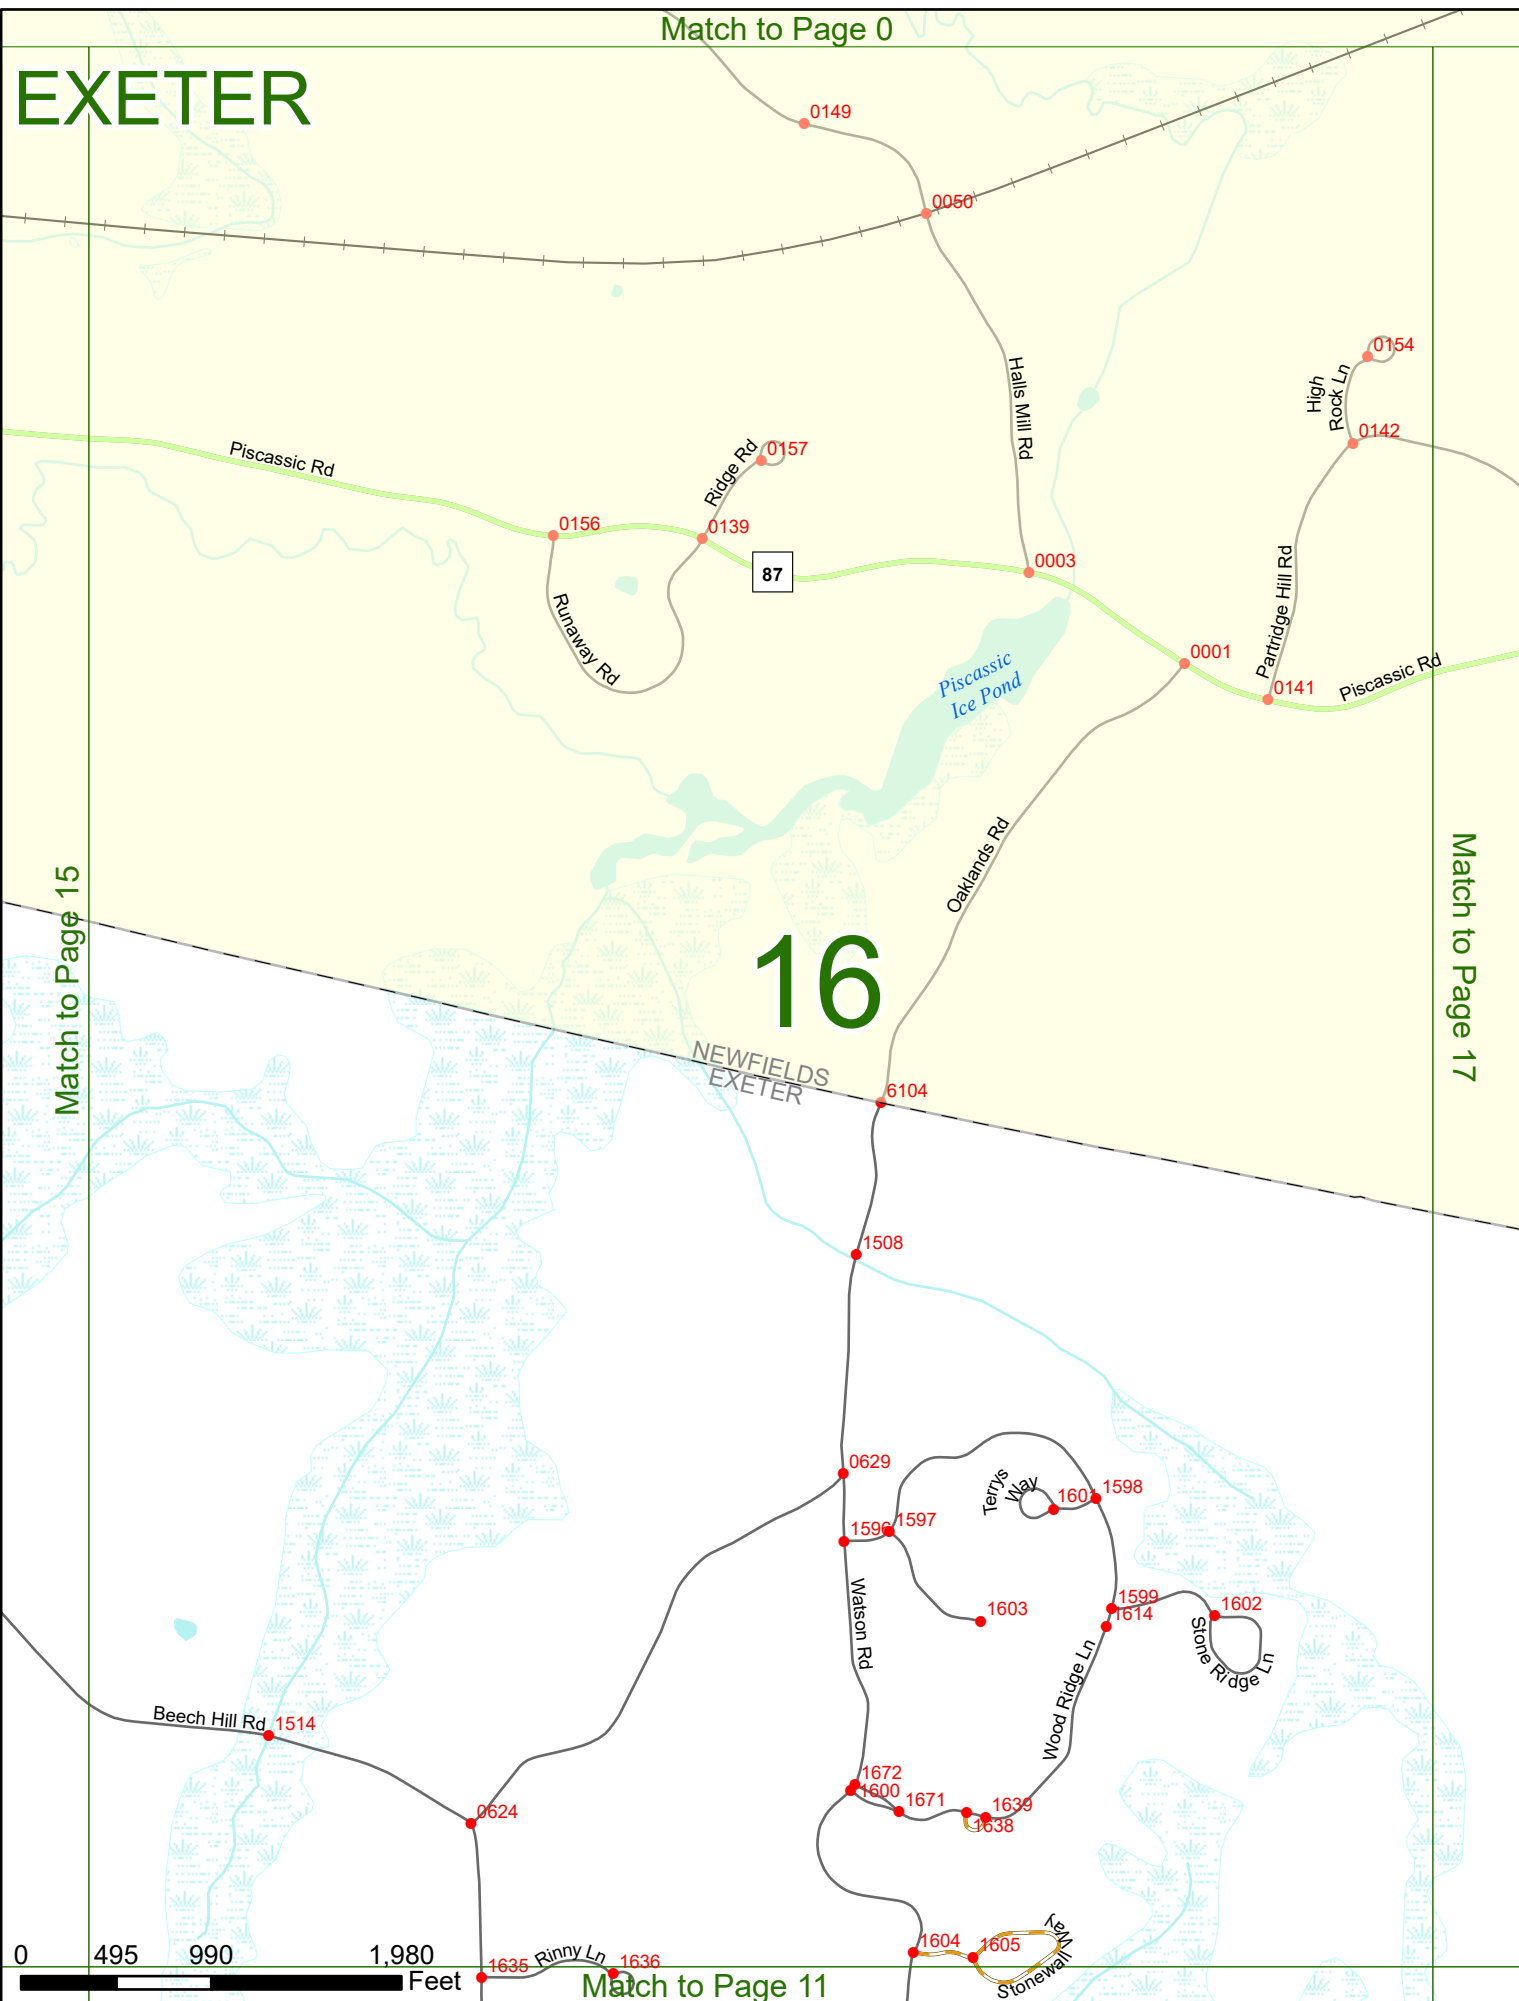 Match to Page 0
EXETER
0149
0050
0154
High
Rock Ln
Halls Mill Rd
0142
Piscassic Rd
Ridge Rd
0157
0156
0139
87
0003
Runaway Rd
Partridge Hill Rd
0001
Piscassic
Ice Pond
Piscassic Rd
0141
Oaklands Rd
Match to Page 15
Match to Page 17
16
NEWFIELDS
EXETER
6104
1508
0629
Terrys
Way
1601
1598
1596
1597
Watson Rd
1603
1599
1614
1602
Stone Ridge Ln
Wood Ridge Ln
Beech Hill Rd
1514
1672
1600
1671
1639
1638
0624
1604
1605
Stonewall
Way
0 495 990 1,980
Feet
1635
Rinny Ln
1636
Match to Page 11